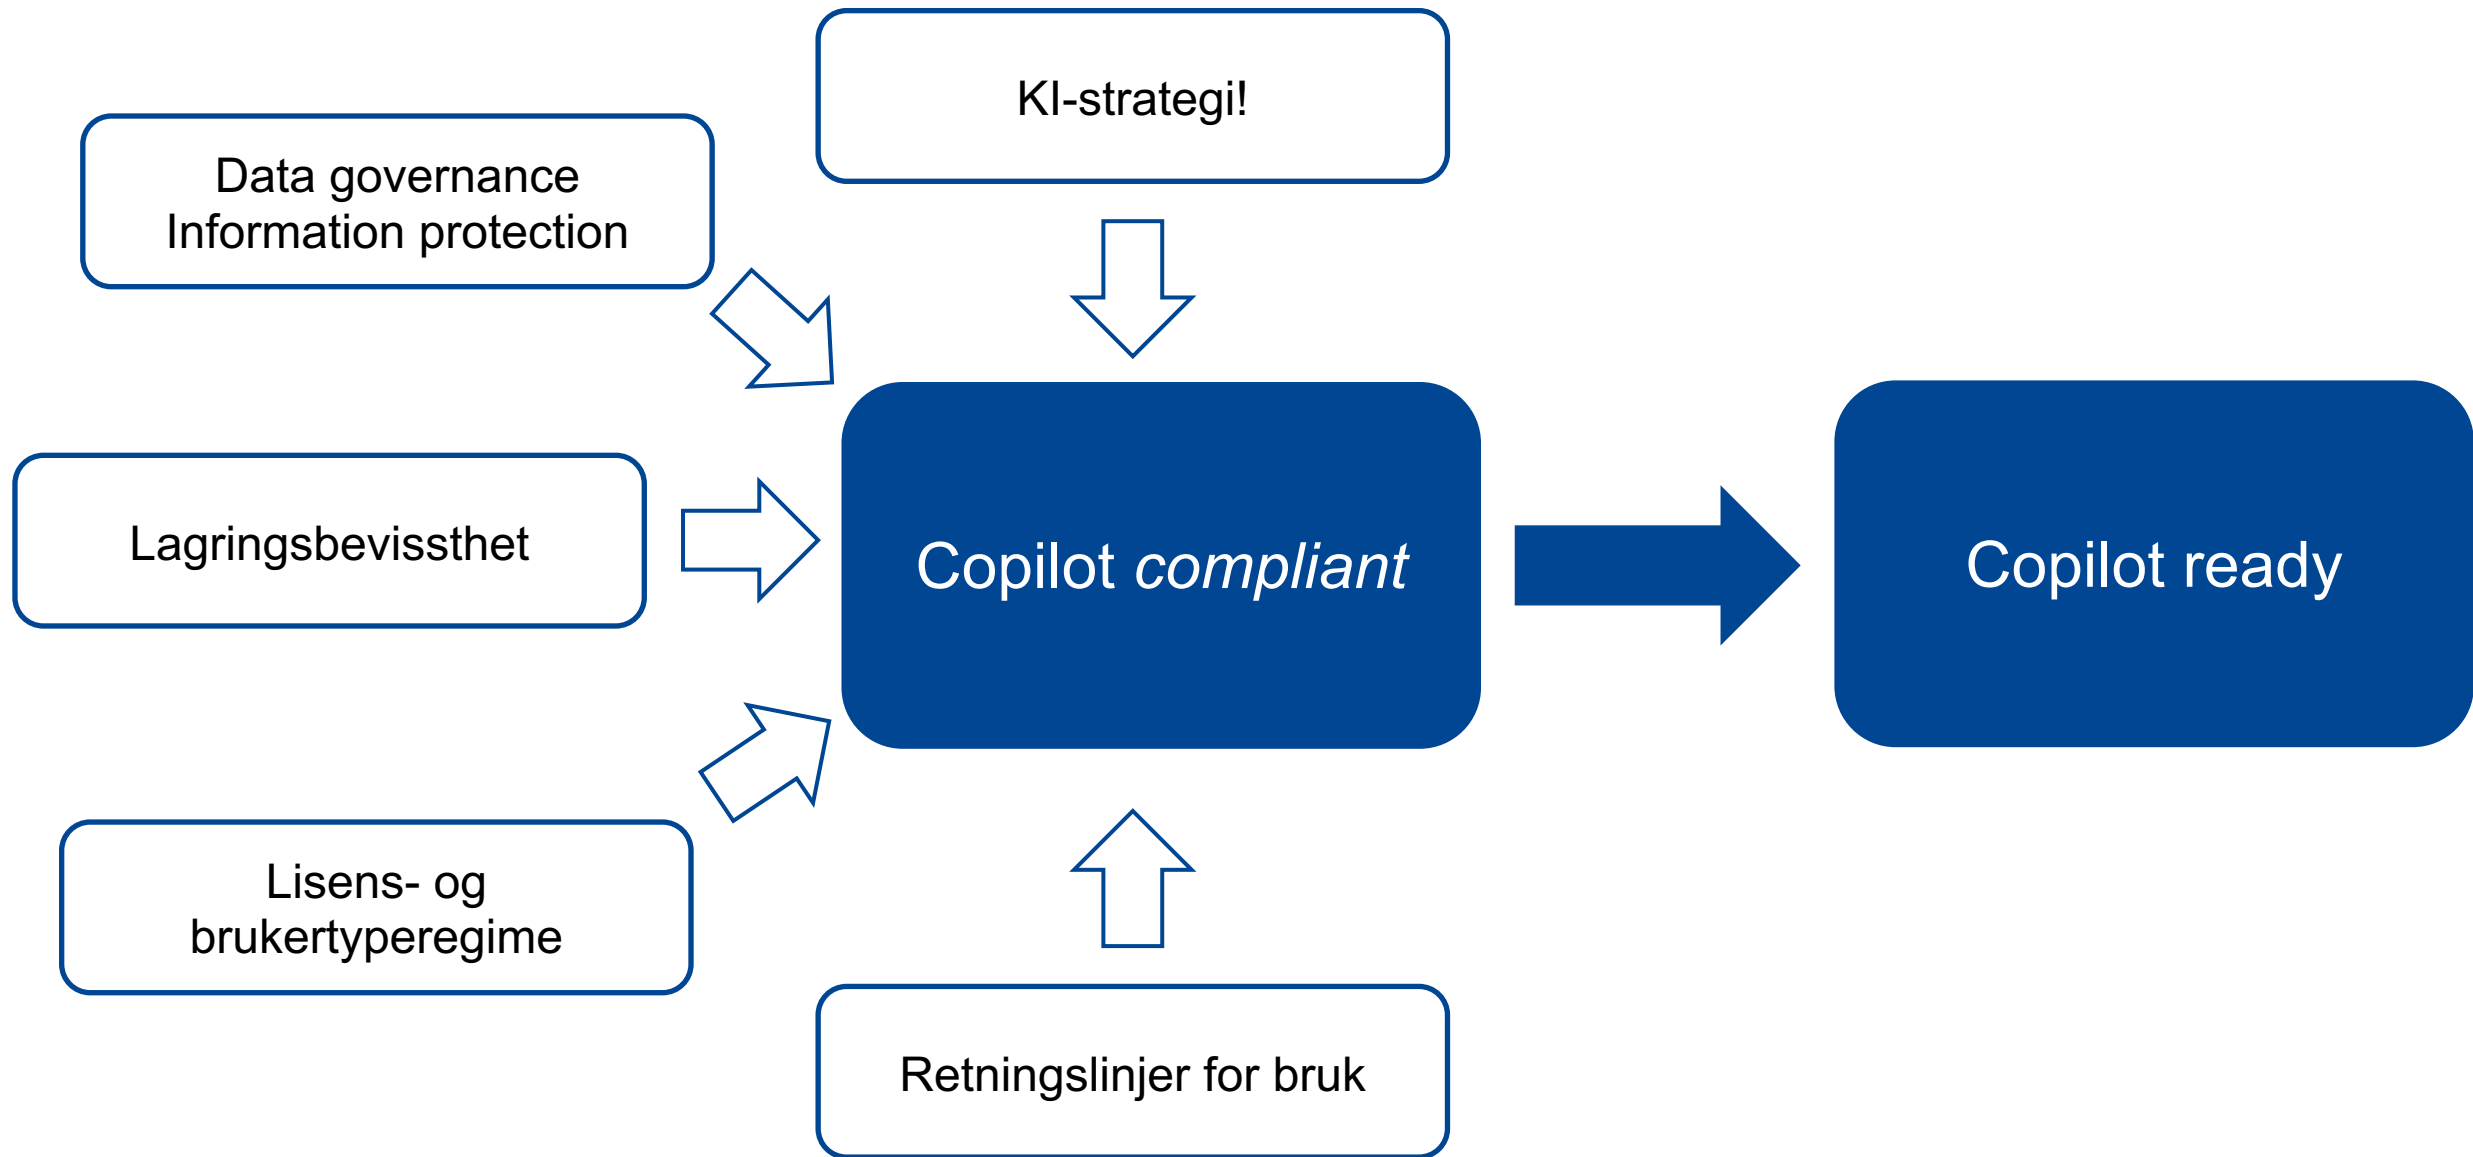 KI-strategi!
Data governance
Information protection
Lagringsbevissthet
Copilot compliant
Copilot ready
Lisens- og
brukertyperegime
Retningslinjer for bruk